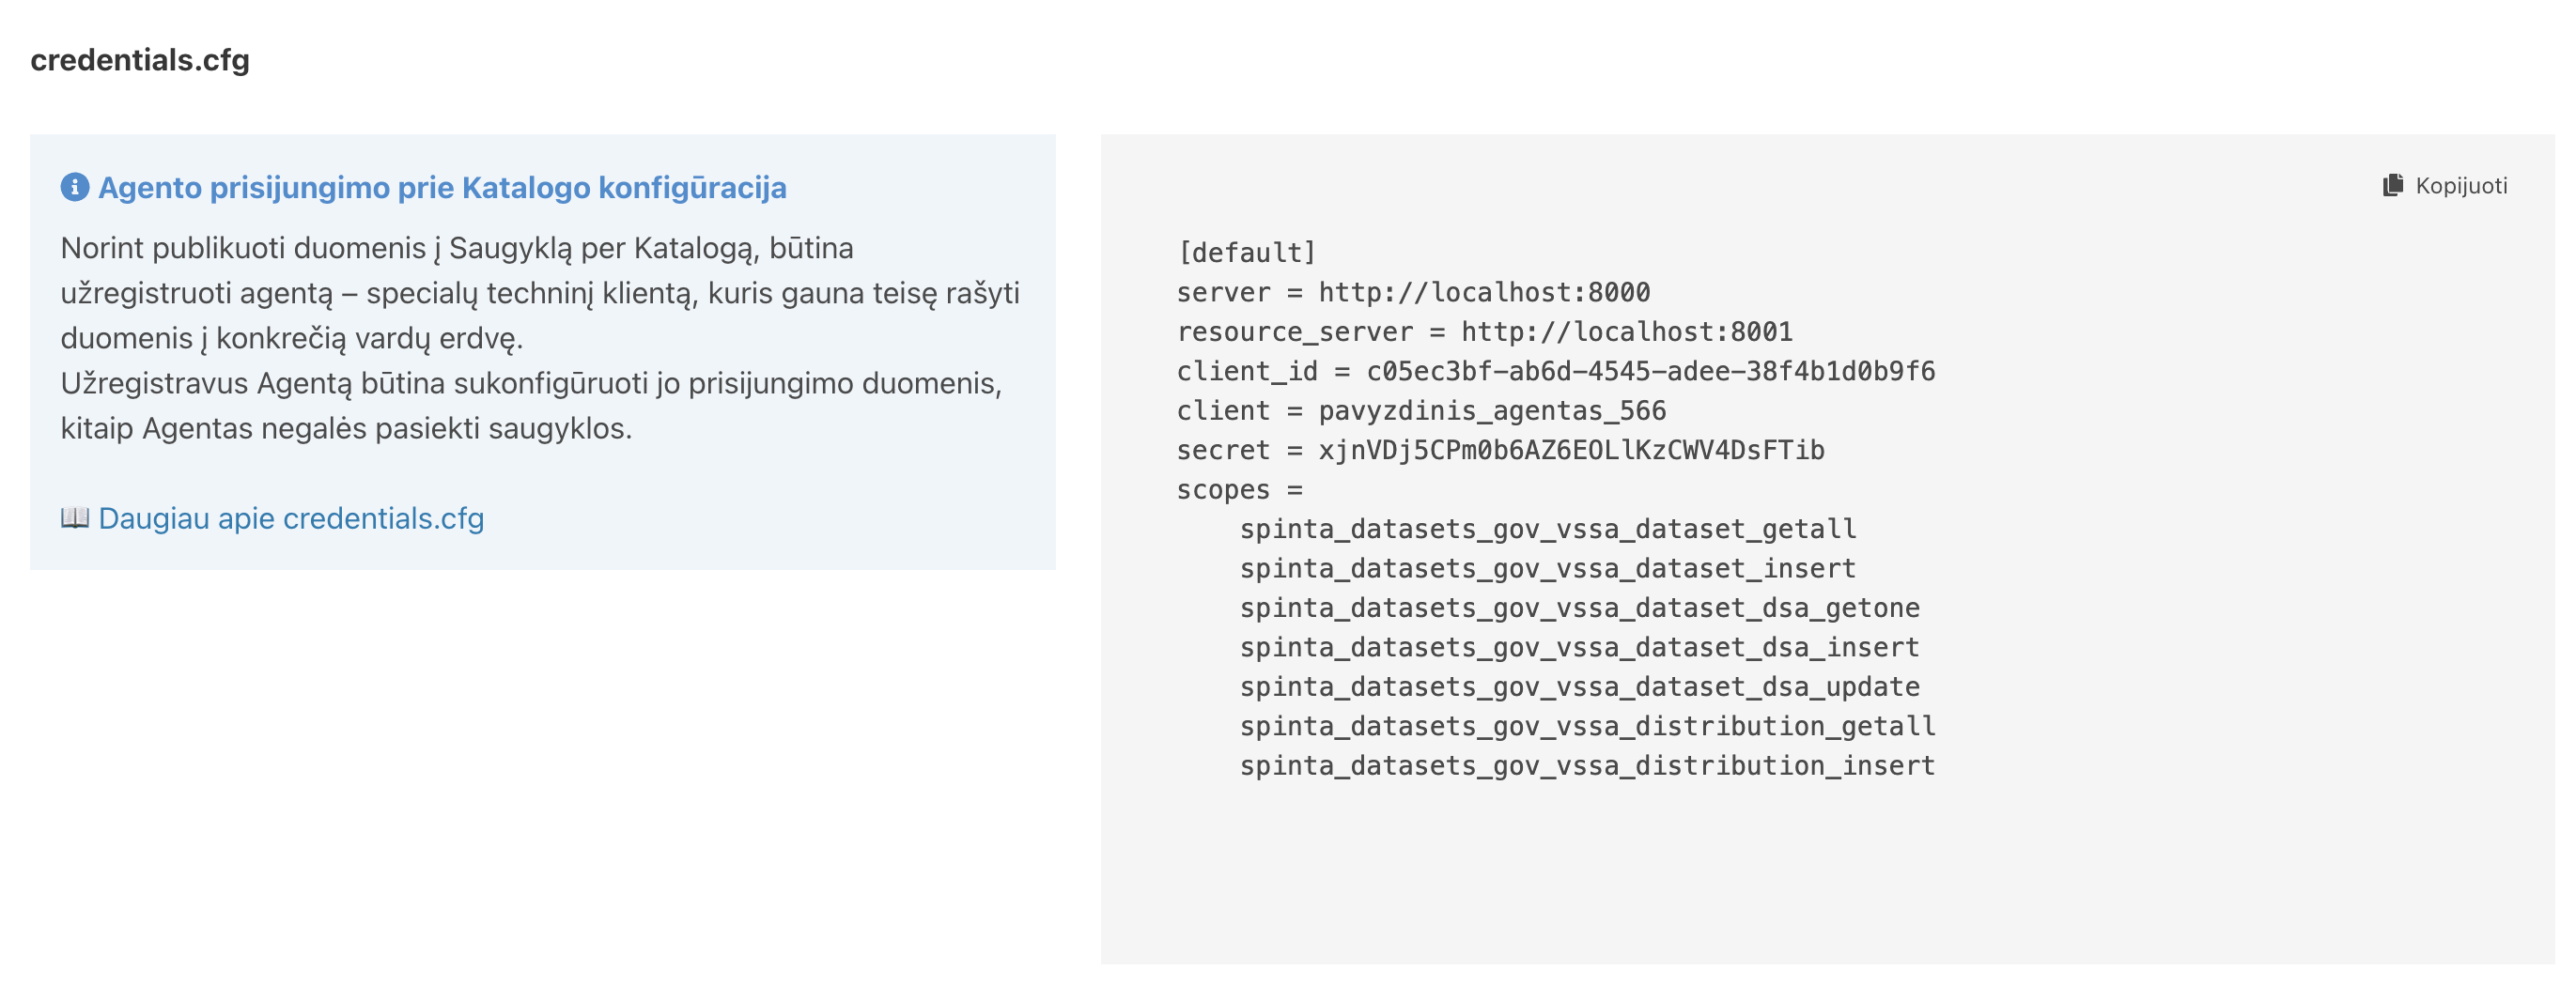 credentials.cfg
Agento prisijungimo prie Katalogo konfigūracija
Norint publikuoti duomenis į Saugyklą per Katalogą, būtina
užregistruoti agentą – specialų techninį klientą, kuris gauna teisę rašyti
duomenis į konkrečią vardų erdvę.
Užregistravus Agentą būtina sukonfigūruoti jo prisijungimo duomenis,
kitaip Agentas negalės pasiekti saugyklos.
Daugiau apie credentials.cfg
Kopijuoti
[default]
server = http://localhost:8000
resource_server = http://localhost:8001
client_id = c05ec3bf-ab6d-4545-adee-38f4b1d0b9f6
client = pavyzdinis_agentas_566
secret = xjnVDj5CPm0b6AZ6EOLlKzCWV4DsFTib
scopes =
    spinta_datasets_gov_vssa_dataset_getall
    spinta_datasets_gov_vssa_dataset_insert
    spinta_datasets_gov_vssa_dataset_dsa_getone
    spinta_datasets_gov_vssa_dataset_dsa_insert
    spinta_datasets_gov_vssa_dataset_dsa_update
    spinta_datasets_gov_vssa_distribution_getall
    spinta_datasets_gov_vssa_distribution_insert